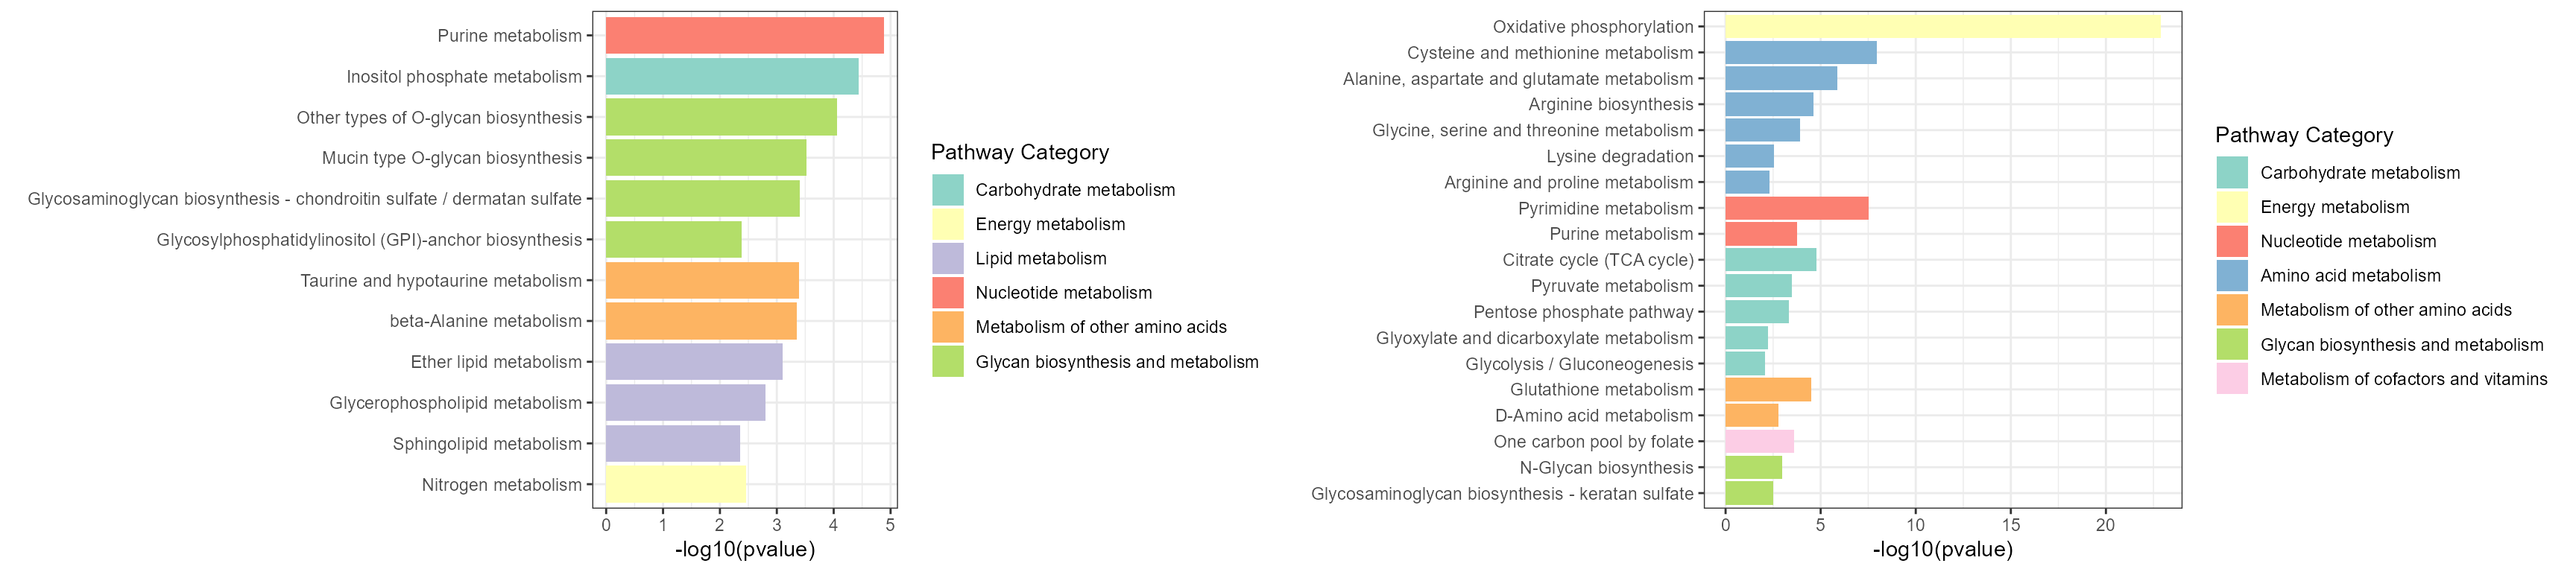 Purine metabolism
Inositol phosphate metabolism
Other types of O-glycan biosynthesis
Mucin type O-glycan biosynthesis
Glycosaminoglycan biosynthesis - chondroitin sulfate / dermatan sulfate
Glycosylphosphatidylinositol (GPI)-anchor biosynthesis
Taurine and hypotaurine metabolism
beta-Alanine metabolism
Ether lipid metabolism
Glycerophospholipid metabolism
Sphingolipid metabolism
Nitrogen metabolism
0 1 2 3 4 5
-log10(pvalue)
Pathway Category
Carbohydrate metabolism
Energy metabolism
Lipid metabolism
Nucleotide metabolism
Metabolism of other amino acids
Glycan biosynthesis and metabolism
Oxidative phosphorylation
Cysteine and methionine metabolism
Alanine, aspartate and glutamate metabolism
Arginine biosynthesis
Glycine, serine and threonine metabolism
Lysine degradation
Arginine and proline metabolism
Pyrimidine metabolism
Purine metabolism
Citrate cycle (TCA cycle)
Pyruvate metabolism
Pentose phosphate pathway
Glyoxylate and dicarboxylate metabolism
Glycolysis / Gluconeogenesis
Glutathione metabolism
D-Amino acid metabolism
One carbon pool by folate
N-Glycan biosynthesis
Glycosaminoglycan biosynthesis - keratan sulfate
0 5 10 15 20
-log10(pvalue)
Pathway Category
Carbohydrate metabolism
Energy metabolism
Nucleotide metabolism
Amino acid metabolism
Metabolism of other amino acids
Glycan biosynthesis and metabolism
Metabolism of cofactors and vitamins